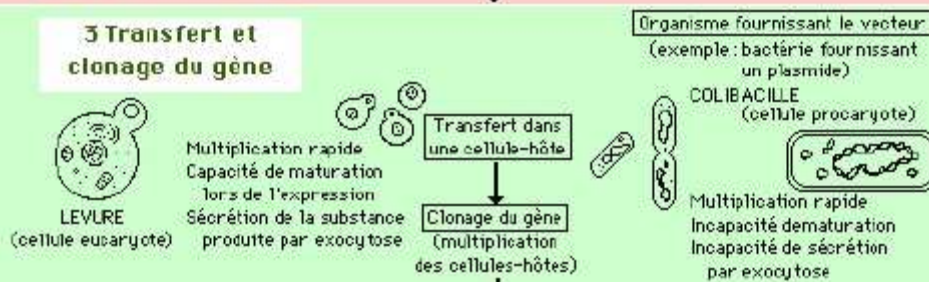 3 Transfert et
clonage du gène
LEVURE
(cellule eucaryote)
Multiplication rapide
Capacité de maturation
lors de l'expression
Sécrétion de la substance
produite par exocytose
Transfert dans
une cellule-hôte
Clonage du gène
(multiplication
des cellules-hôtes)
Organisme fournissant le vecteur
(exemple : bactérie fournissant
un plasmide)
COLIBACILLE
(cellule procaryote)
Multiplication rapide
Incapacité dematuration
Incapacité de sécrétion
par exocytose